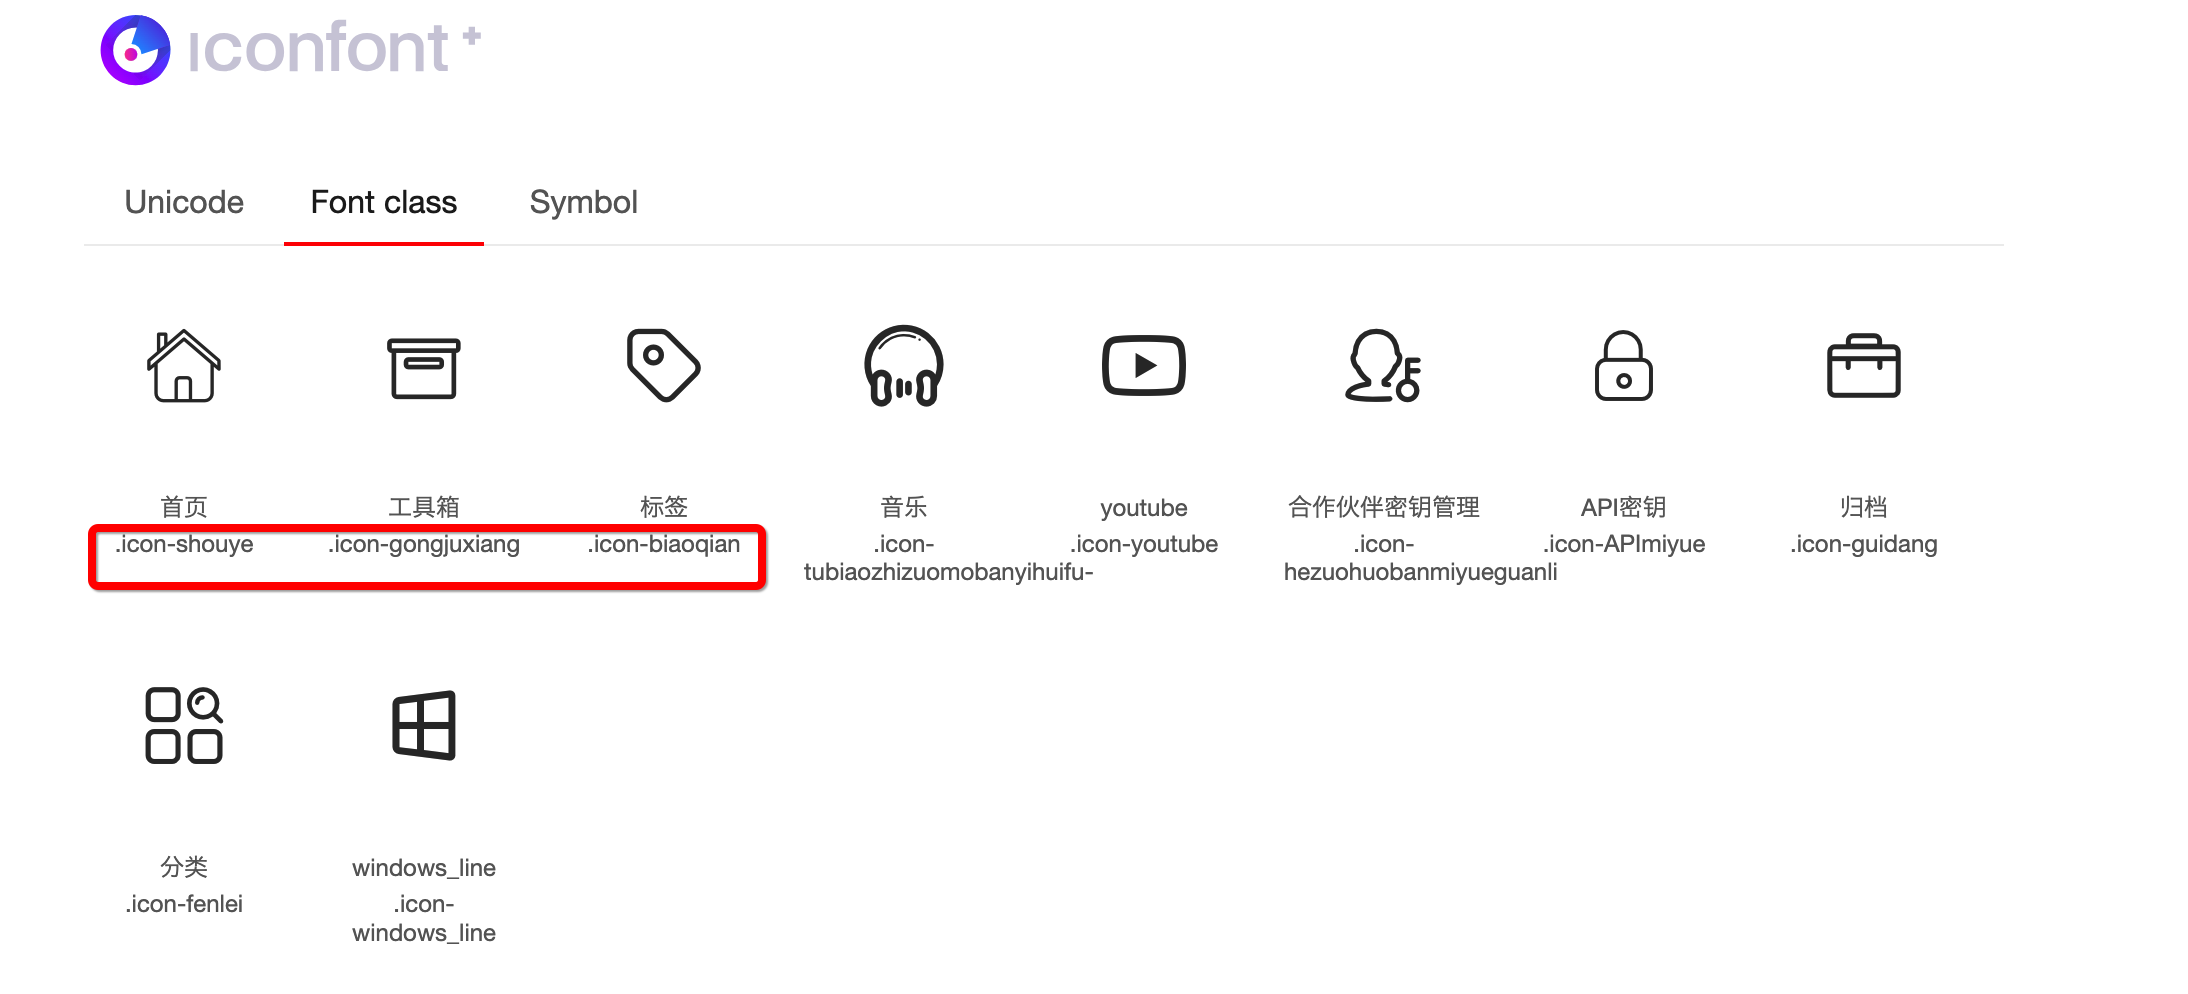 iconfont+
Unicode Font class Symbol
首页 工具箱 标签 音乐 youtube 合作伙伴密钥管理 API密钥 归档
.icon-shouye .icon-gongjuxiang .icon-biaoqian .icon- .icon-youtube .icon- .icon-APImiyue .icon-guidang
tubiaozhizuomobanyihuifu- hezuohuobanmiyueguanli
分类 windows_line
.icon-fenlei .icon-
windows_line